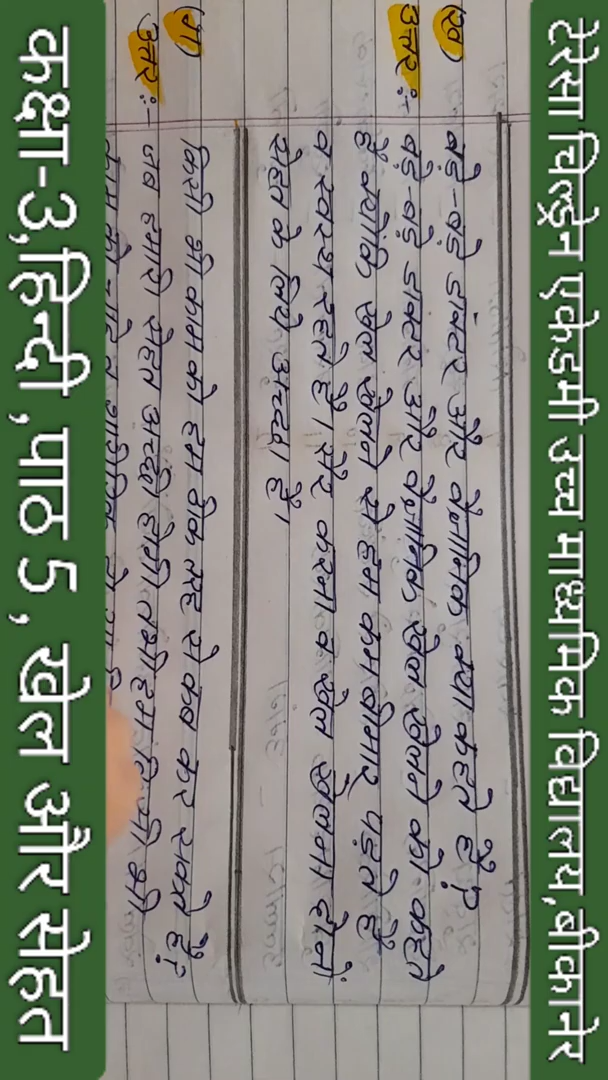 टेरेसा चिल्ड्रेन एकेडमी उच्च माध्यमिक विद्यालय,बीकानेर
(ख) बड़े-बड़े डॉक्टर और वैज्ञानिक क्या कहते हैं?
उत्तर:- बड़े-बड़े डॉक्टर और वैज्ञानिक खेल खेलने को कहते
हैं क्योंकि खेल खेलने से हम कम बीमार पड़ते हैं
व स्वस्थ रहते हैं। सैर करना व खेल खेलना दोनों
सेहत के लिये अच्छा है।
(ग) किसी भी काम को हम ठीक तरह से कब कर सकते हैं?
उत्तर:- जब हमारी सेहत अच्छी होगी तभी हम किसी भी
काम को
कक्षा-3,हिन्दी,पाठ 5, खेल और सेहत